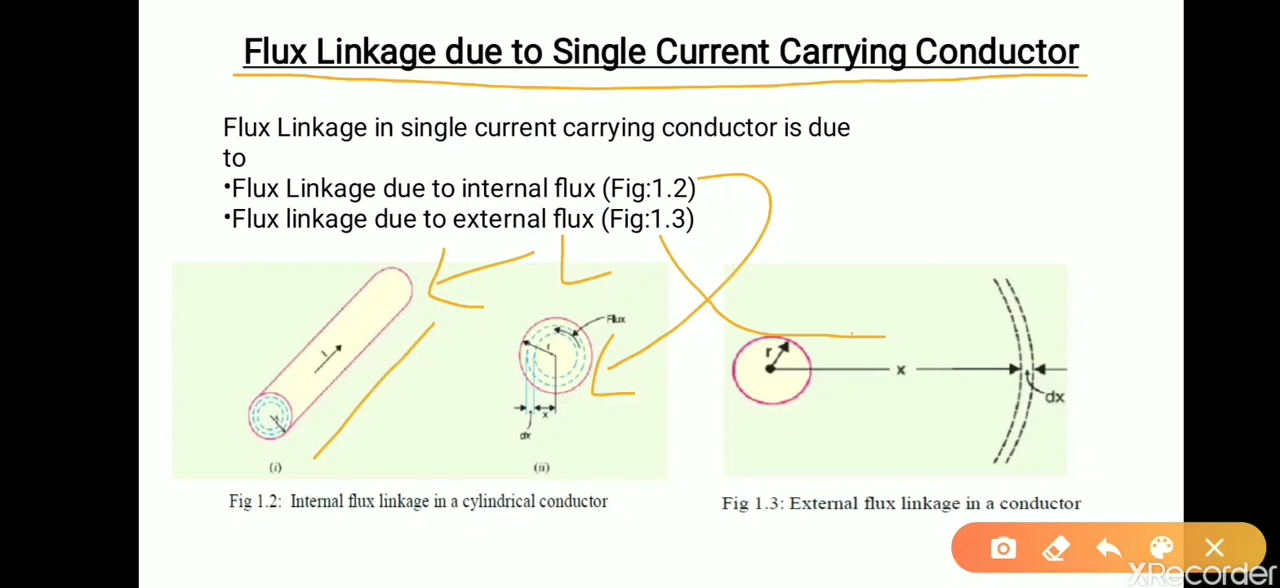 Flux Linkage due to Single Current Carrying Conductor
Flux Linkage in single current carrying conductor is due
to
•Flux Linkage due to internal flux (Fig:1.2)
•Flux linkage due to external flux (Fig:1.3)
I
r
(i)
Flux
r
x
dx
(ii)
Fig 1.2: Internal flux linkage in a cylindrical conductor
r
x
dx
Fig 1.3: External flux linkage in a conductor
XRecorder